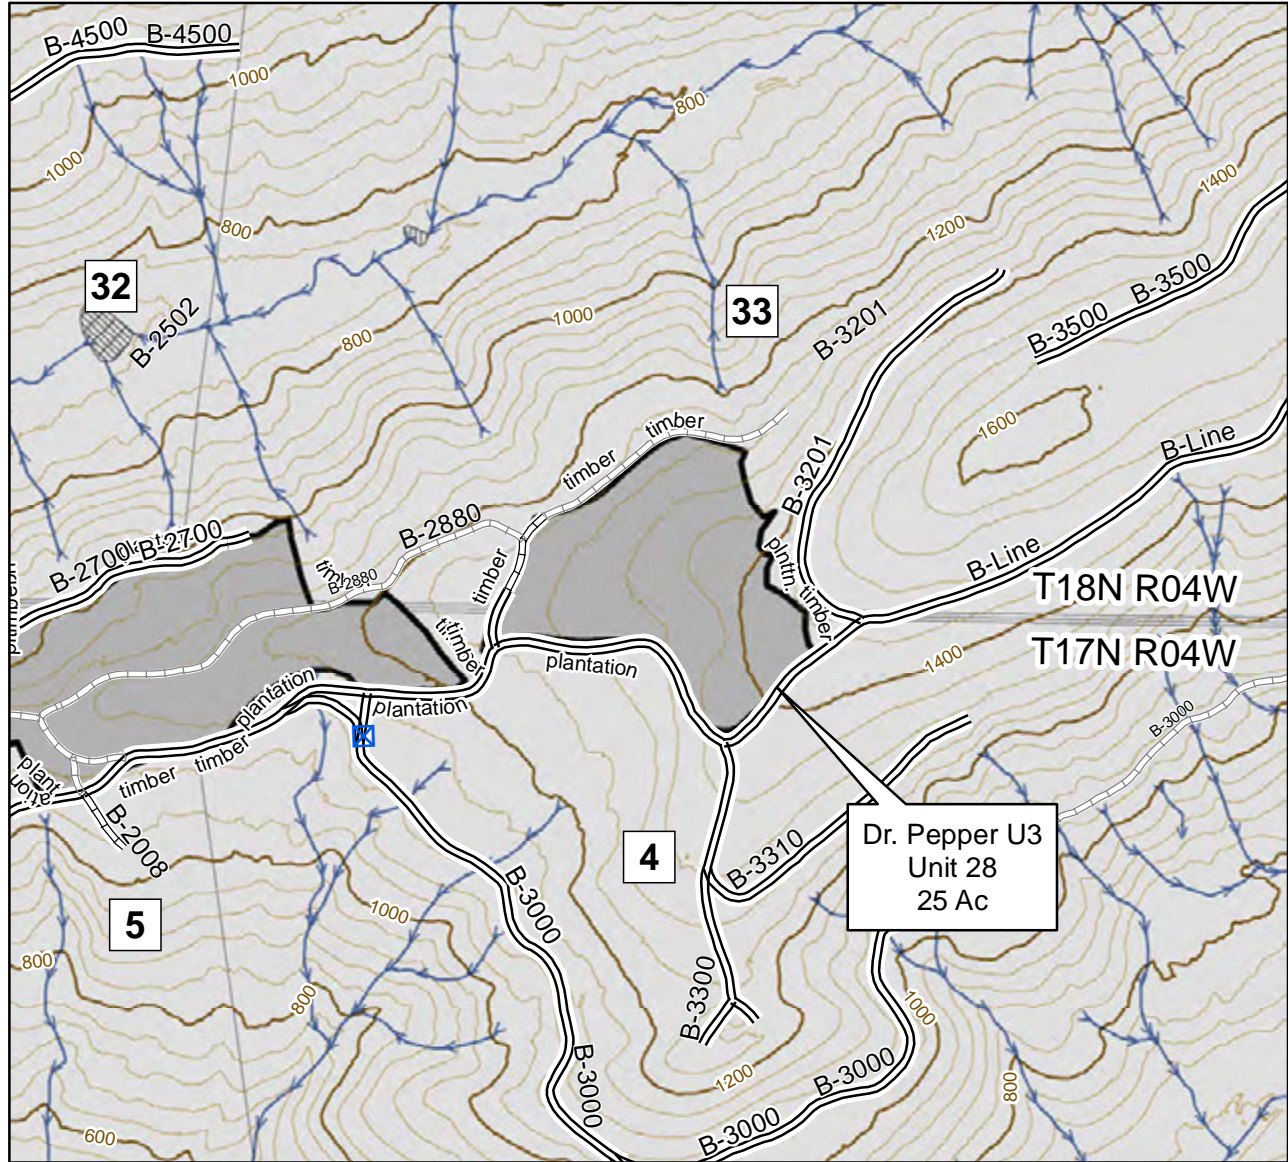 B-4500
B-4500
1000
800
1000
1400
800
1200
32
B-2502
33
1000
800
B-3201
B-3500
B-3500
1600
timber
timber
B-Line
B-3201
B-2880
B-2700
B-2700
B-2880
timber
plnttn.
timber
B-Line
T18N R04W
T17N R04W
timber
plantation
1400
plantation
plantation
B-3000
timber
timber
plant
ation
B-2008
4
B-3310
Dr. Pepper U3
Unit 28
25 Ac
5
1000
B-3000
800
800
B-3300
1000
1200
B-3000
B-3000
B-3000
800
600